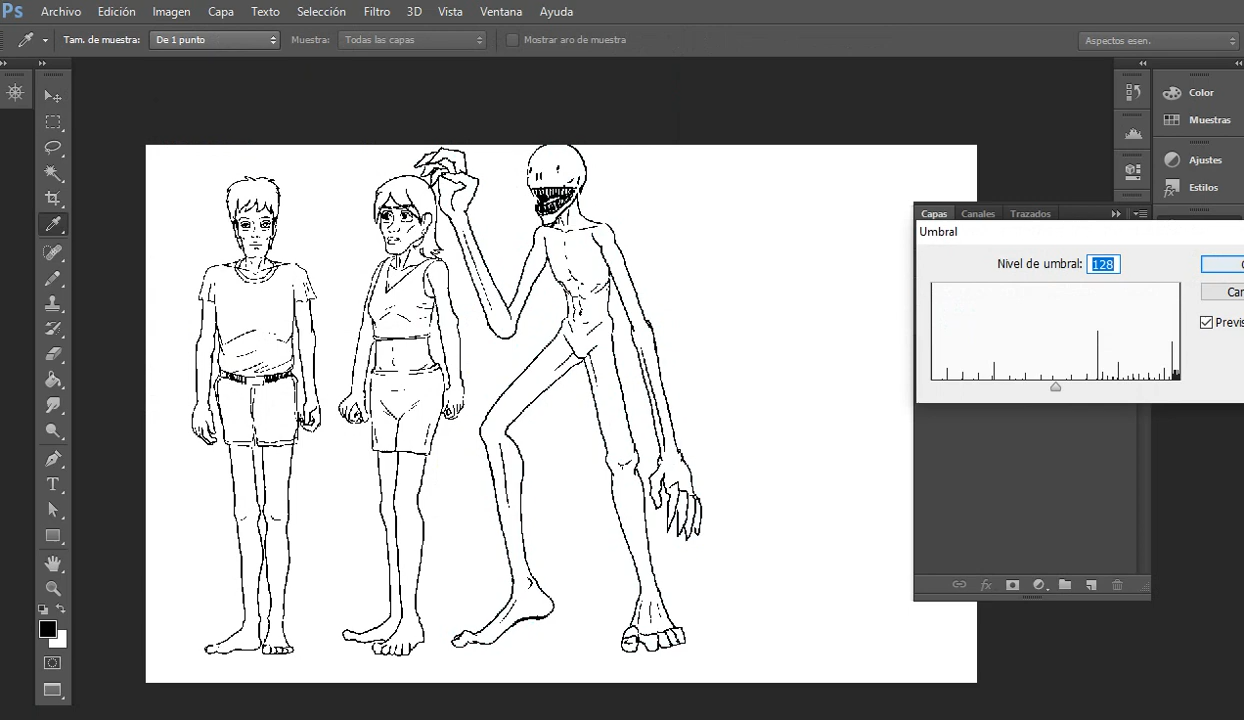 Ps Archivo Edición Imagen Capa Texto Selección Filtro 3D Vista Ventana Ayuda
Tam. de muestra: De 1 punto Muestra: Todas las capas Mostrar aro de muestra Aspectos esen.
Color
Muestras
Ajustes
Estilos
Capas Canales Trazados
Umbral
Nivel de umbral: 128
Can
Previs